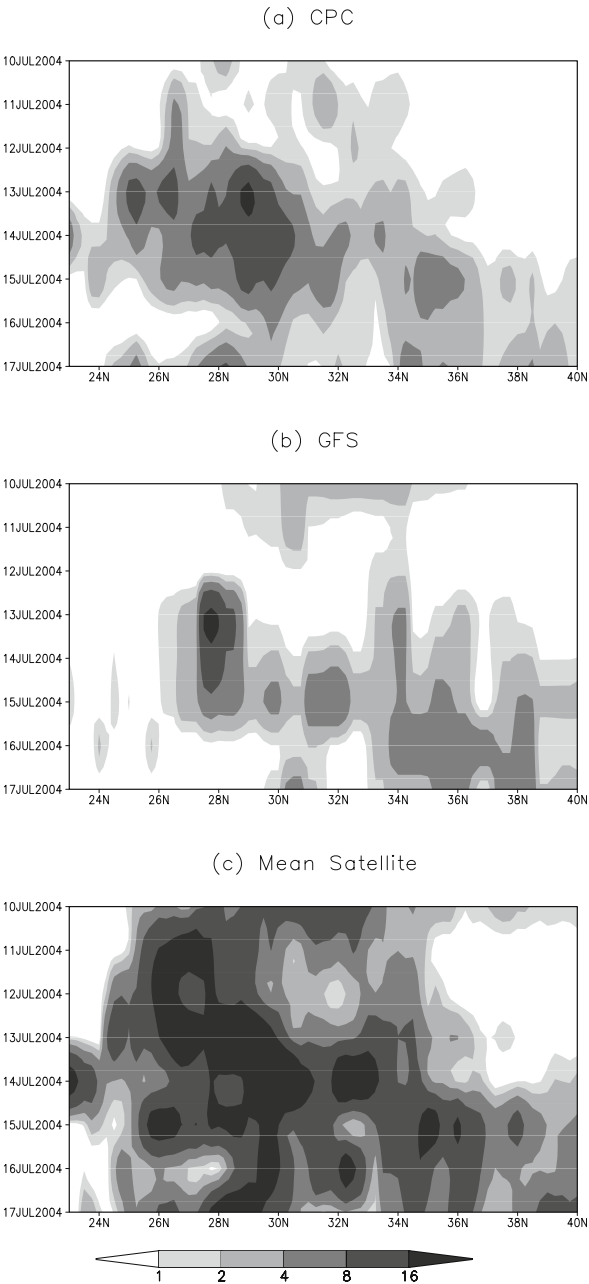 (a) CPC
10JUL2004
11JUL2004
12JUL2004
13JUL2004
14JUL2004
15JUL2004
16JUL2004
17JUL2004
24N 26N 28N 30N 32N 34N 36N 38N 40N
(b) GFS
10JUL2004
11JUL2004
12JUL2004
13JUL2004
14JUL2004
15JUL2004
16JUL2004
17JUL2004
24N 26N 28N 30N 32N 34N 36N 38N 40N
(c) Mean Satellite
10JUL2004
11JUL2004
12JUL2004
13JUL2004
14JUL2004
15JUL2004
16JUL2004
17JUL2004
24N 26N 28N 30N 32N 34N 36N 38N 40N
1 2 4 8 16